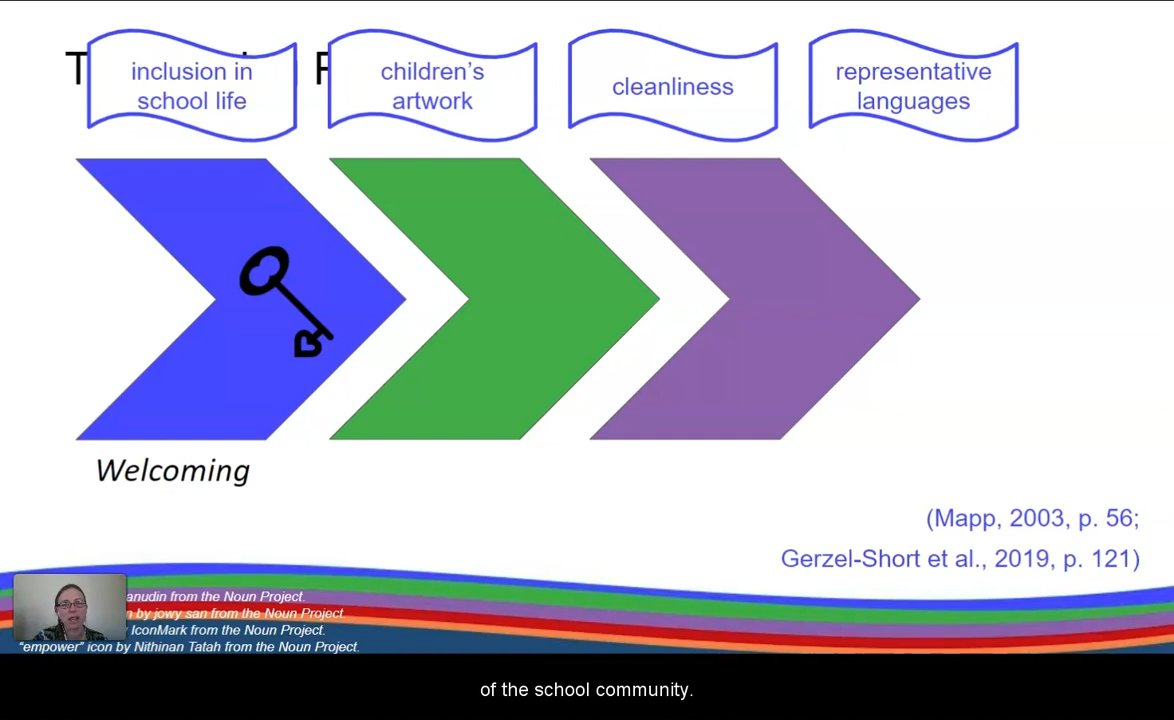 inclusion in
school life
children's
artwork
cleanliness
representative
languages
Welcoming
(Mapp, 2003, p. 56;
Gerzel-Short et al., 2019, p. 121)
from the Noun Project.
by jowy san from the Noun Project.
IconMark from the Noun Project.
"empower" icon by Nithinan Tatah from the Noun Project.
of the school community.